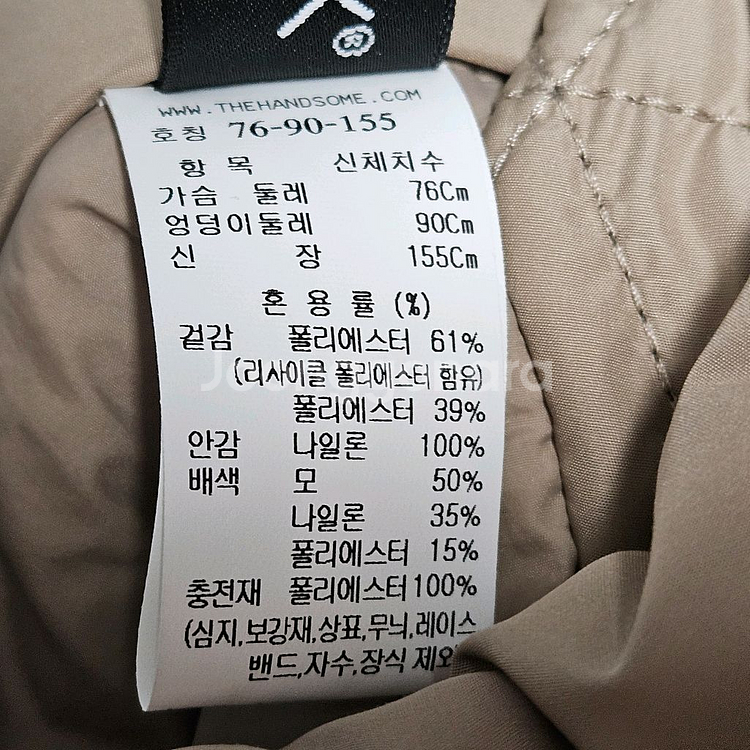 WWW.THEHANDSOME.COM
호칭 76-90-155
항 목 신체치수
가슴 둘레 76Cm
엉덩이둘레 90Cm
신 장 155Cm
혼 용 률 (%)
겉감 폴리에스터 61%
(리사이클 폴리에스터 함유)
폴리에스터 39%
안감 나일론 100%
배색 모 50%
나일론 35%
폴리에스터 15%
충전재 폴리에스터 100%
(심지,보강재,상표,무늬,레이스
밴드,자수,장식 제외